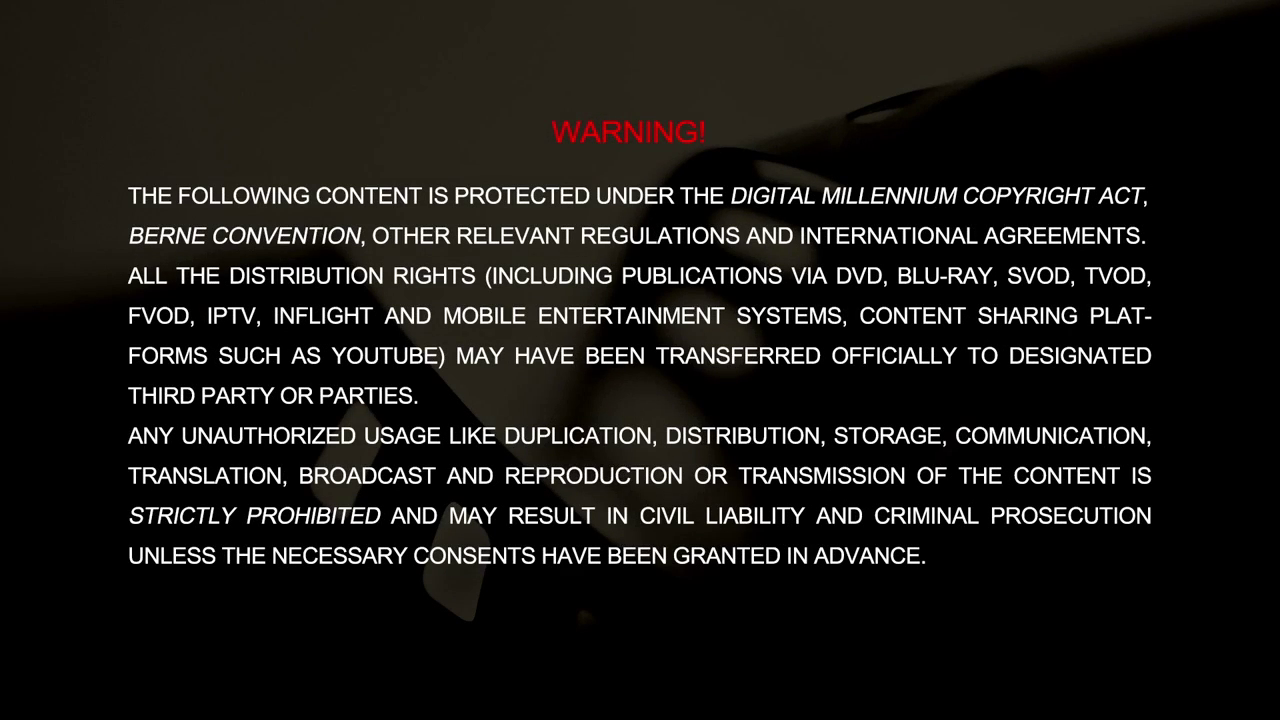 WARNING!
THE FOLLOWING CONTENT IS PROTECTED UNDER THE DIGITAL MILLENNIUM COPYRIGHT ACT,
BERNE CONVENTION, OTHER RELEVANT REGULATIONS AND INTERNATIONAL AGREEMENTS.
ALL THE DISTRIBUTION RIGHTS (INCLUDING PUBLICATIONS VIA DVD, BLU-RAY, SVOD, TVOD,
FVOD, IPTV, INFLIGHT AND MOBILE ENTERTAINMENT SYSTEMS, CONTENT SHARING PLAT-
FORMS SUCH AS YOUTUBE) MAY HAVE BEEN TRANSFERRED OFFICIALLY TO DESIGNATED
THIRD PARTY OR PARTIES.
ANY UNAUTHORIZED USAGE LIKE DUPLICATION, DISTRIBUTION, STORAGE, COMMUNICATION,
TRANSLATION, BROADCAST AND REPRODUCTION OR TRANSMISSION OF THE CONTENT IS
STRICTLY PROHIBITED AND MAY RESULT IN CIVIL LIABILITY AND CRIMINAL PROSECUTION
UNLESS THE NECESSARY CONSENTS HAVE BEEN GRANTED IN ADVANCE.